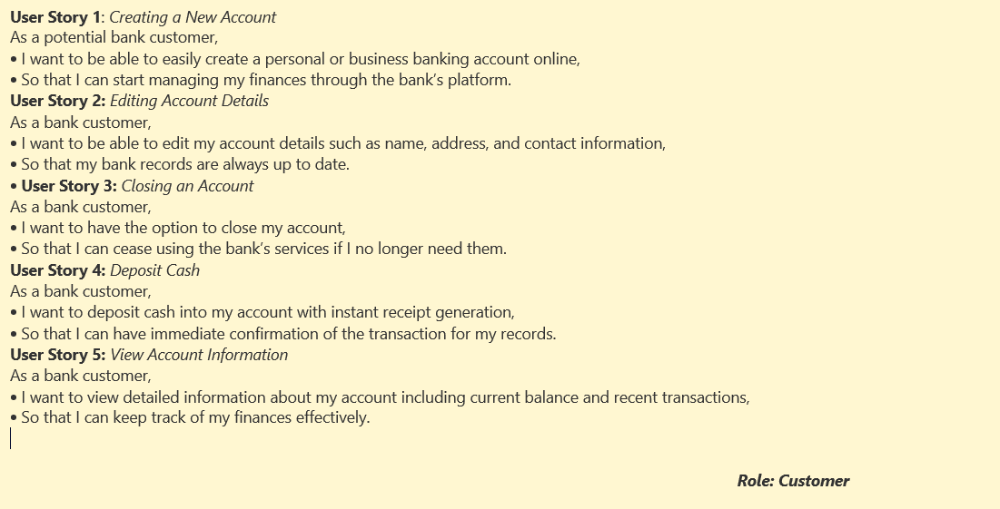 User Story 1: Creating a New Account
As a potential bank customer,
• I want to be able to easily create a personal or business banking account online,
• So that I can start managing my finances through the bank’s platform.
User Story 2: Editing Account Details
As a bank customer,
• I want to be able to edit my account details such as name, address, and contact information,
• So that my bank records are always up to date.
• User Story 3: Closing an Account
As a bank customer,
• I want to have the option to close my account,
• So that I can cease using the bank’s services if I no longer need them.
User Story 4: Deposit Cash
As a bank customer,
• I want to deposit cash into my account with instant receipt generation,
• So that I can have immediate confirmation of the transaction for my records.
User Story 5: View Account Information
As a bank customer,
• I want to view detailed information about my account including current balance and recent transactions,
• So that I can keep track of my finances effectively.
Role: Customer